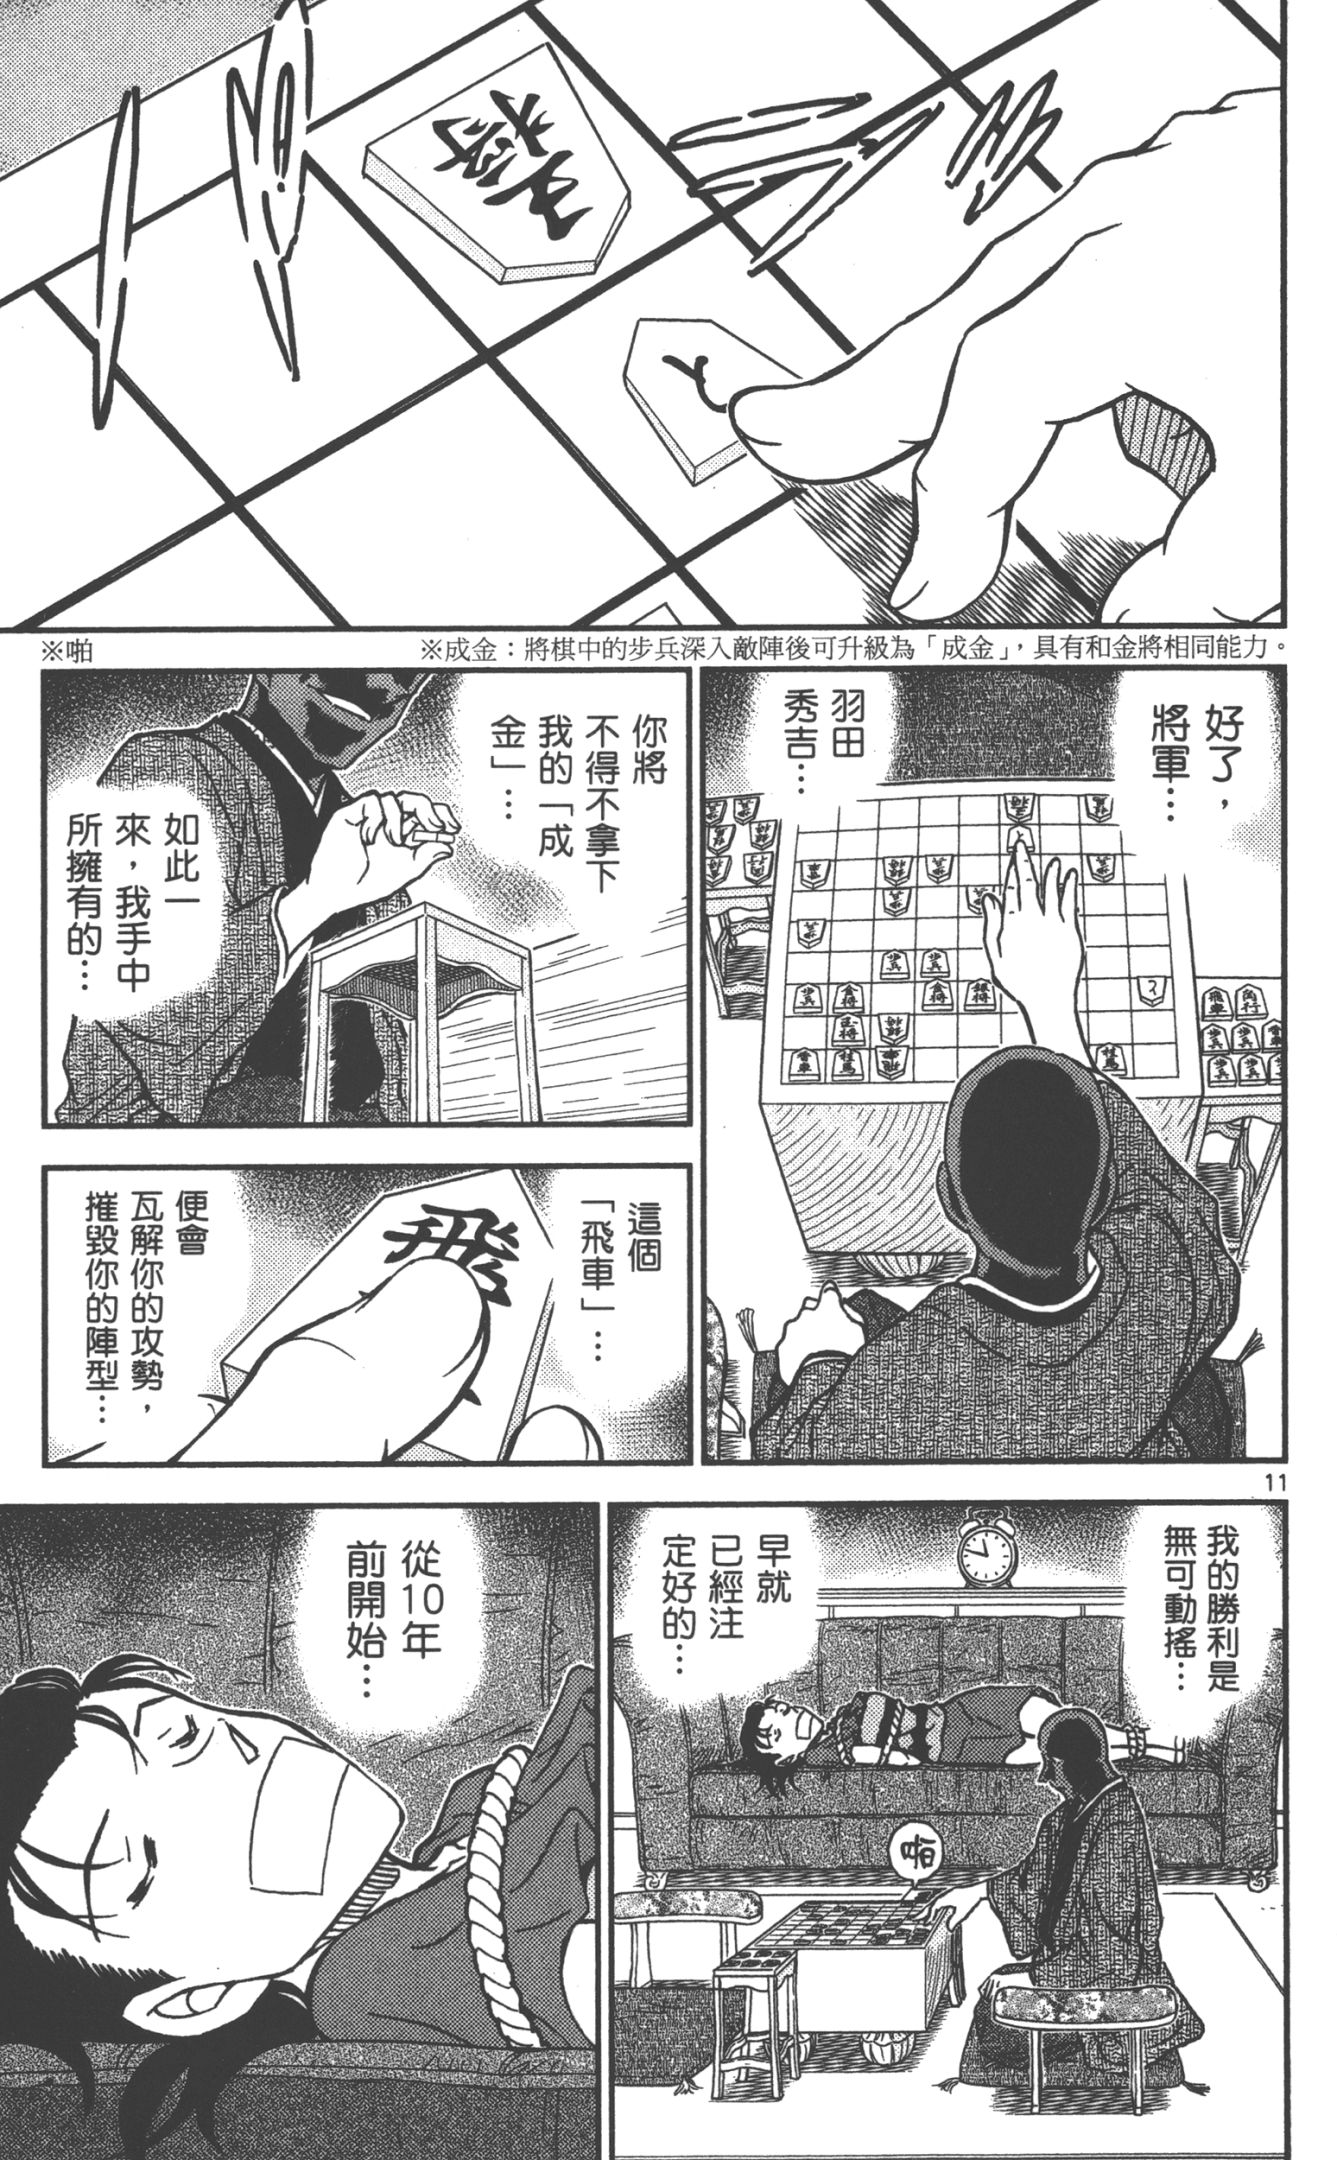 王將
と
※啪
※成金：將棋中的步兵深入敵陣後可升級為「成金」，具有和金將相同能力。
好了，
將軍…
羽田
秀吉…
你將
不得不拿下
我的「成
金」…
如此一
來，我手中
所擁有的…
這個
「飛車」…
飛
便會
瓦解你的攻勢，
摧毀你的陣型…
11
我的勝利是
無可動搖…
早就
已經注
定好的…
啪
從10年
前開始…